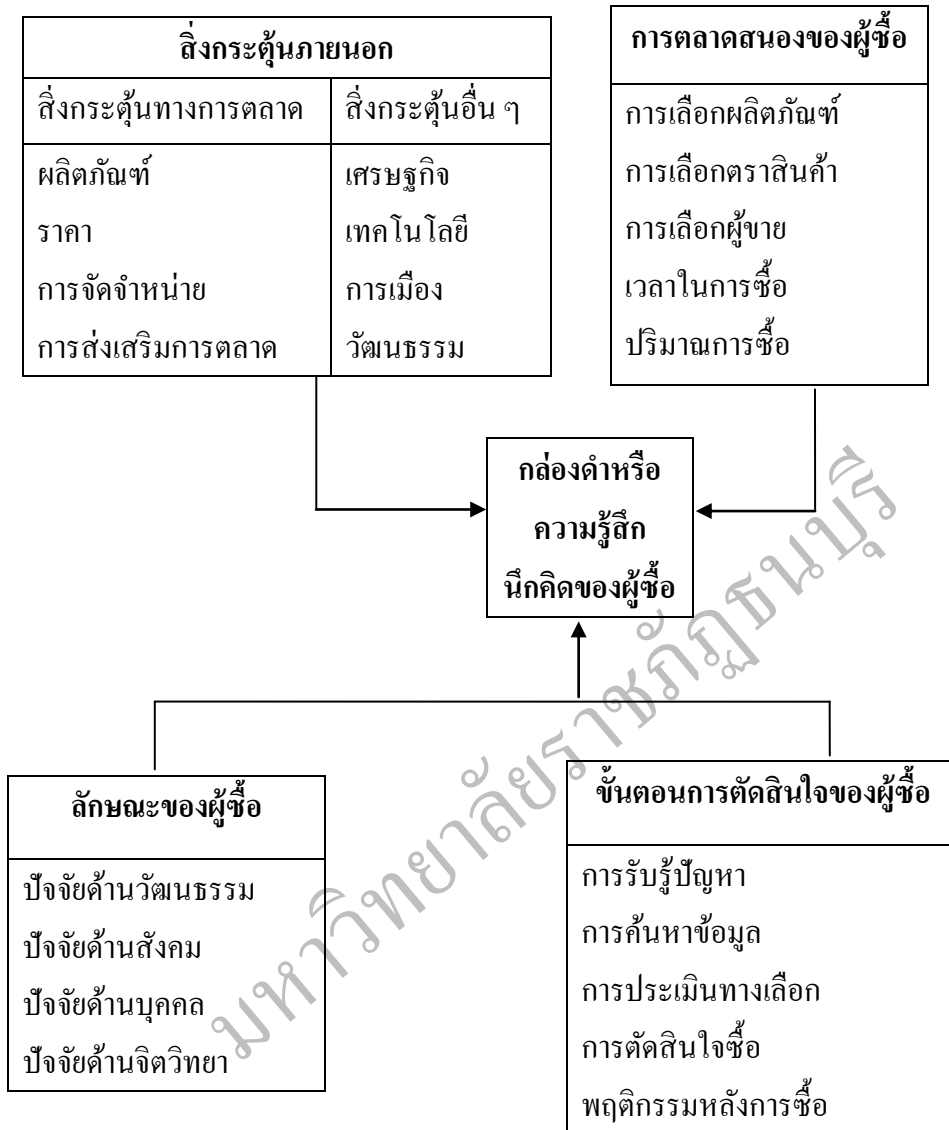 สิ่งกระตุ้นภายนอก
สิ่งกระตุ้นทางการตลาด สิ่งกระตุ้นอื่น ๆ
ผลิตภัณฑ์ เศรษฐกิจ
ราคา เทคโนโลยี
การจัดจำหน่าย การเมือง
การส่งเสริมการตลาด วัฒนธรรม
การตลาดสนองของผู้ซื้อ
การเลือกผลิตภัณฑ์
การเลือกตราสินค้า
การเลือกผู้ขาย
เวลาในการซื้อ
ปริมาณการซื้อ
กล่องดำหรือ
ความรู้สึก
นึกคิดของผู้ซื้อ
ลักษณะของผู้ซื้อ
ปัจจัยด้านวัฒนธรรม
ปัจจัยด้านสังคม
ปัจจัยด้านบุคคล
ปัจจัยด้านจิตวิทยา
ขั้นตอนการตัดสินใจของผู้ซื้อ
การรับรู้ปัญหา
การค้นหาข้อมูล
การประเมินทางเลือก
การตัดสินใจซื้อ
พฤติกรรมหลังการซื้อ
มหาวิทยาลัยราชภัฏธนบุรี